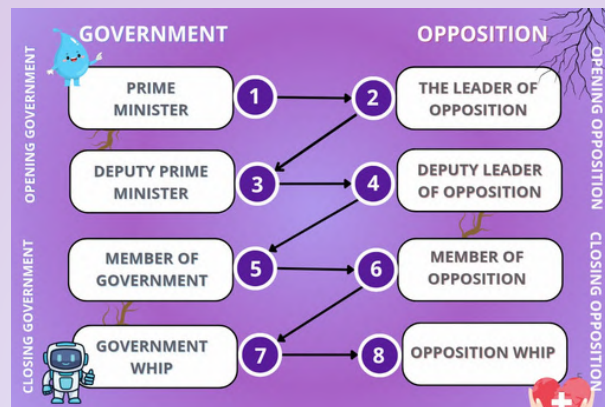 GOVERNMENT
OPPOSITION
OPENING GOVERNMENT
OPENING OPPOSITION
PRIME
MINISTER
1
2
THE LEADER OF
OPPOSITION
DEPUTY PRIME
MINISTER
3
4
DEPUTY LEADER
OF OPPOSITION
CLOSING GOVERNMENT
CLOSING OPPOSITION
MEMBER OF
GOVERNMENT
5
6
MEMBER OF
OPPOSITION
GOVERNMENT
WHIP
7
8
OPPOSITION WHIP